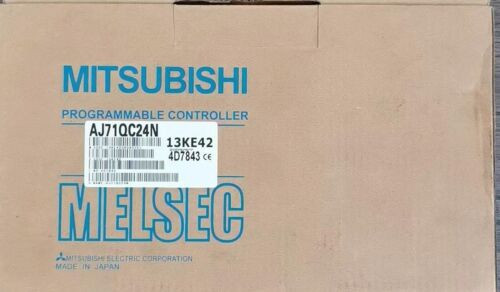 MITSUBISHI
PROGRAMMABLE CONTROLLER
AJ71QC24N
13KE42
4D7843 CE
MELSEC
MITSUBISHI ELECTRIC CORPORATION
MADE IN JAPAN